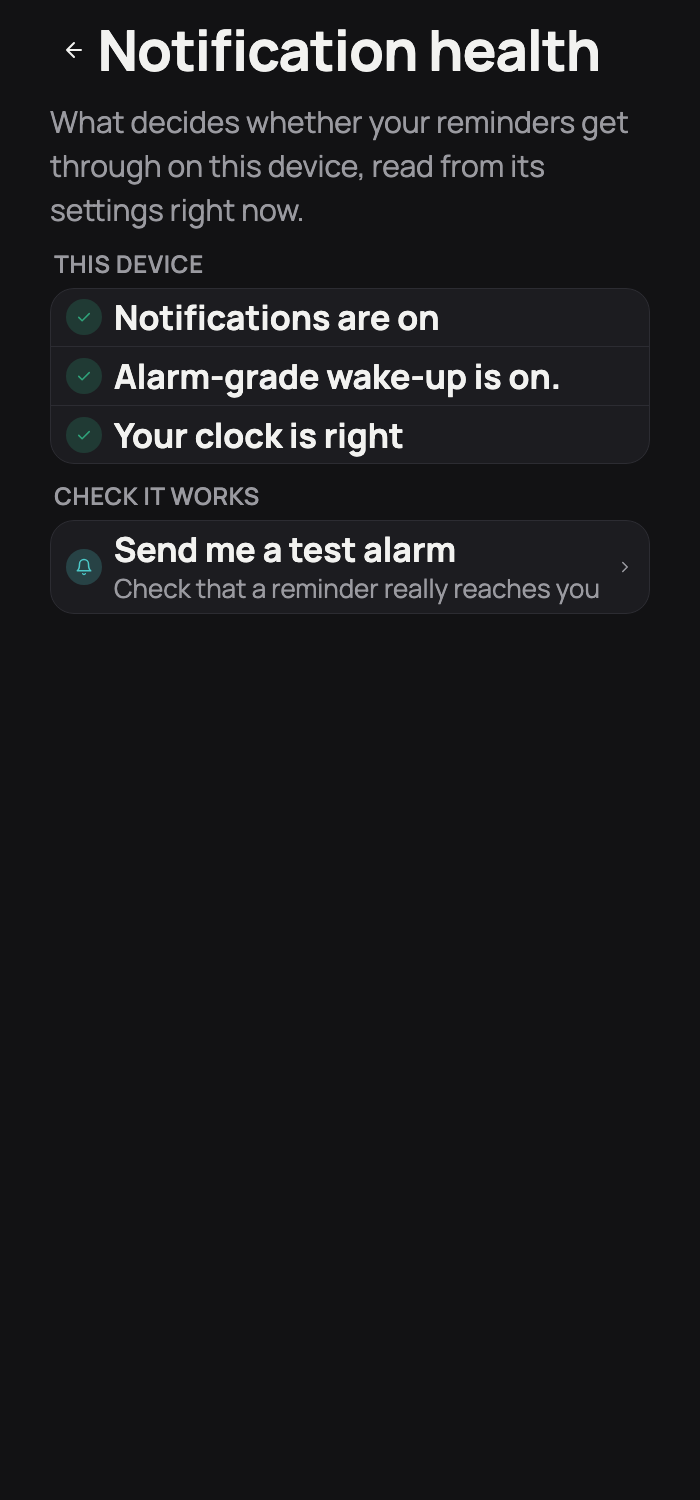 Notification health
What decides whether your reminders get
through on this device, read from its
settings right now.
THIS DEVICE
Notifications are on
Alarm-grade wake-up is on.
Your clock is right
CHECK IT WORKS
Send me a test alarm
Check that a reminder really reaches you